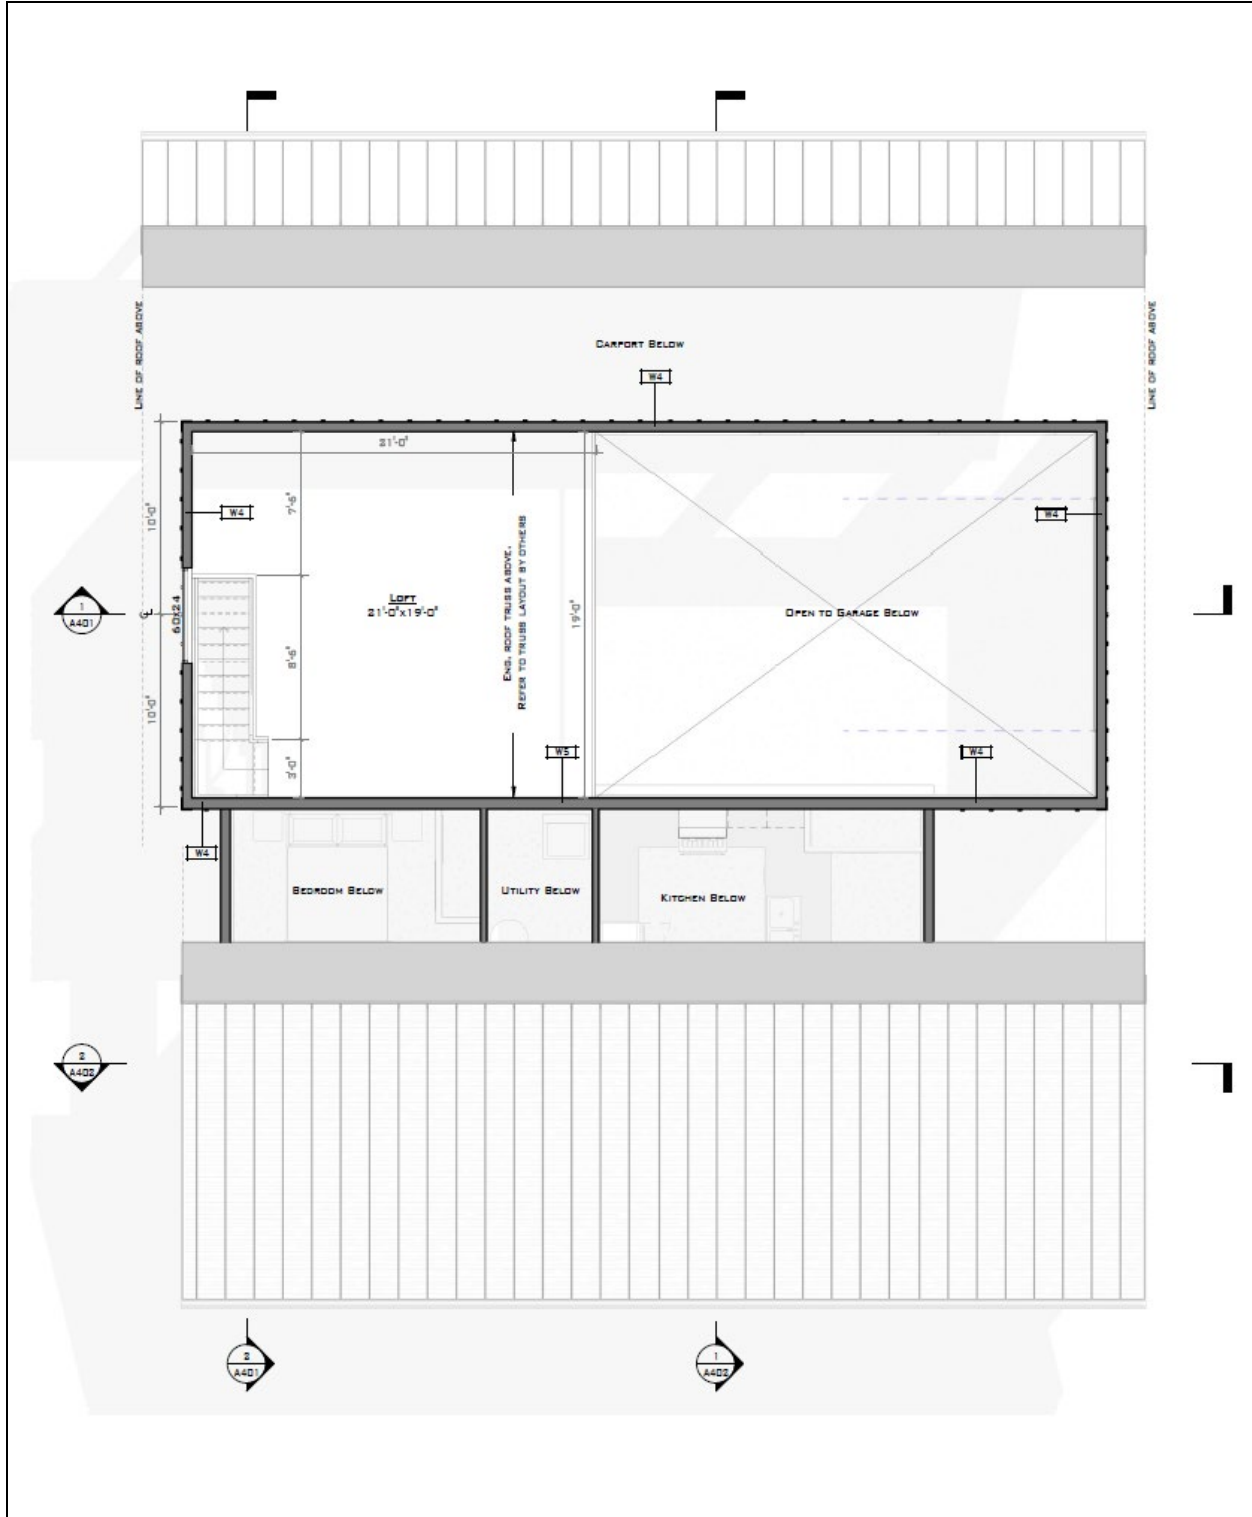 LINE OF ROOF ABOVE
LINE OF ROOF ABOVE
CARPORT BELOW
W4
21'-0"
10'-0"
7'-6"
W4
W4
ENG. ROOF TRUSS ABOVE.
REFER TO TRUSS LAYOUT BY OTHERS
1
A401
60x24
LOFT
21'-0"x19'-0"
19'-0"
OPEN TO GARAGE BELOW
8'-6"
10'-0"
3'-0"
W5
W4
W4
BEDROOM BELOW
UTILITY BELOW
KITCHEN BELOW
2
A402
2
A401
1
A402